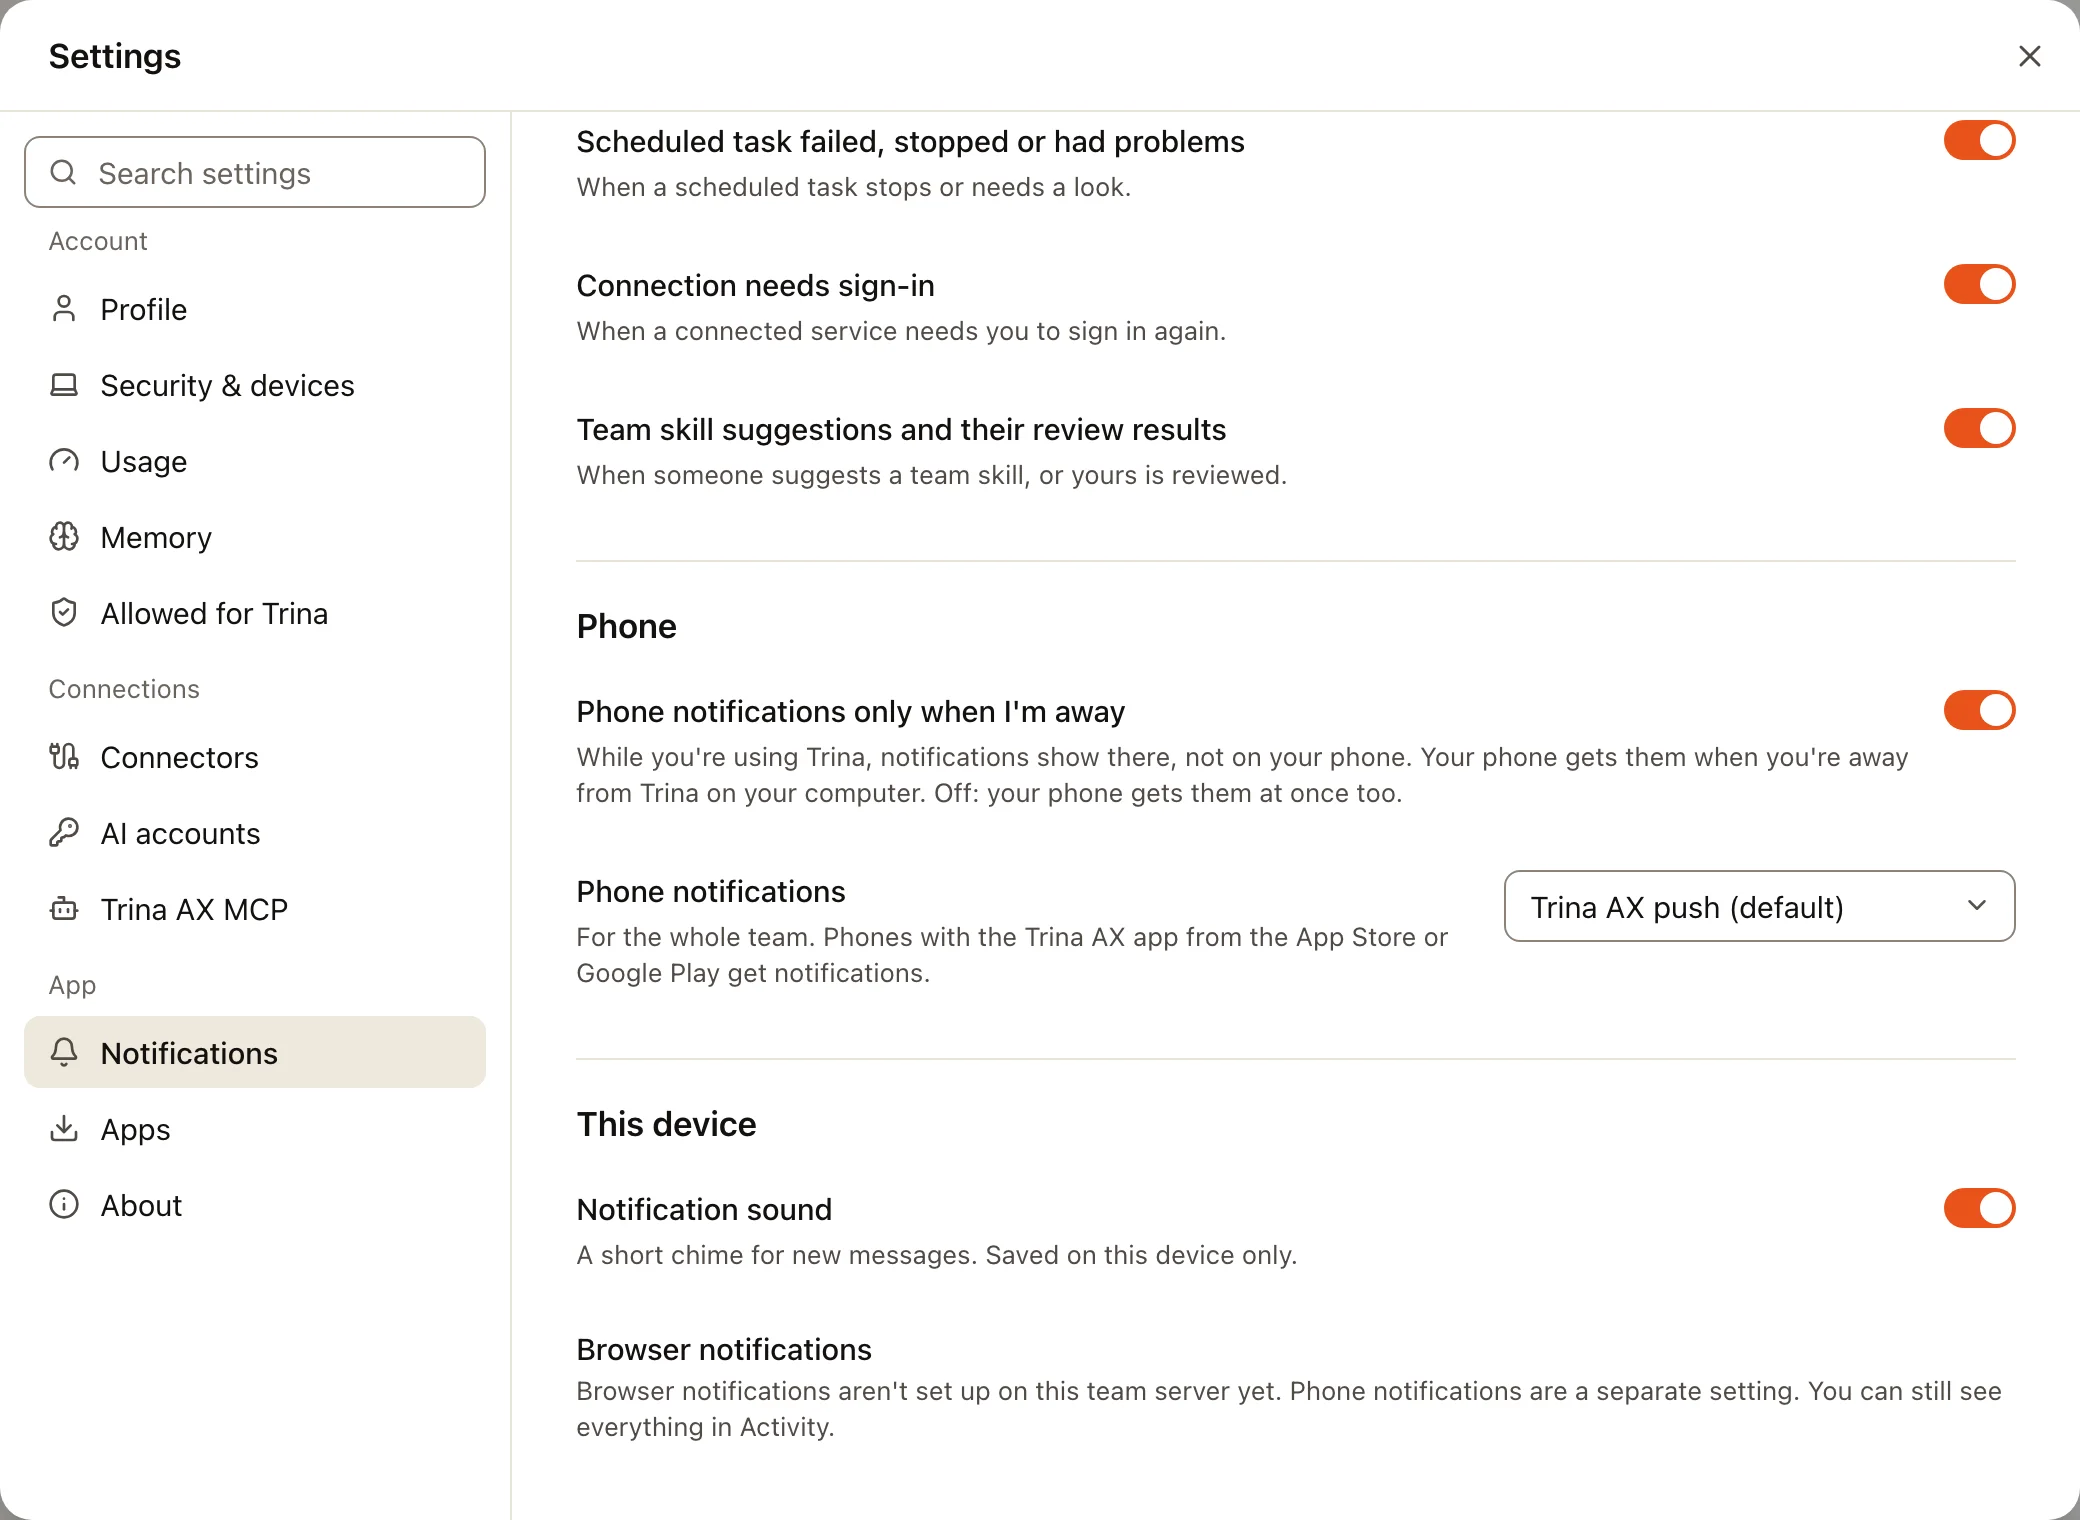 Settings
Search settings
Account
Profile
Security & devices
Usage
Memory
Allowed for Trina
Connections
Connectors
AI accounts
Trina AX MCP
App
Notifications
Apps
About
Scheduled task failed, stopped or had problems
When a scheduled task stops or needs a look.
Connection needs sign-in
When a connected service needs you to sign in again.
Team skill suggestions and their review results
When someone suggests a team skill, or yours is reviewed.
Phone
Phone notifications only when I'm away
While you're using Trina, notifications show there, not on your phone. Your phone gets them when you're away
from Trina on your computer. Off: your phone gets them at once too.
Phone notifications
For the whole team. Phones with the Trina AX app from the App Store or
Google Play get notifications.
Trina AX push (default)
This device
Notification sound
A short chime for new messages. Saved on this device only.
Browser notifications
Browser notifications aren't set up on this team server yet. Phone notifications are a separate setting. You can still see
everything in Activity.